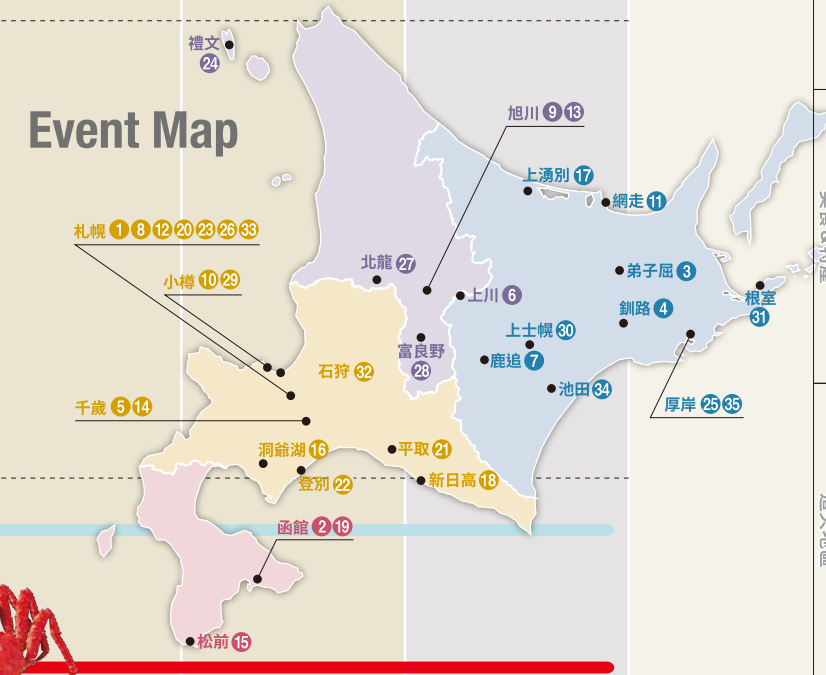 禮文
24
Event Map
旭川 9 13
上湧別 17
網走 11
札幌 1 8 12 20 23 26 33
小樽 10 29
北龍 27
弟子屈 3
上川 6
根室
31
釧路 4
上士幌 30
富良野
28
鹿追 7
石狩 32
池田 34
千歲 5 14
厚岸 25 35
洞爺湖 16
平取 21
登別 22
新日高 18
函館 2 19
松前 15